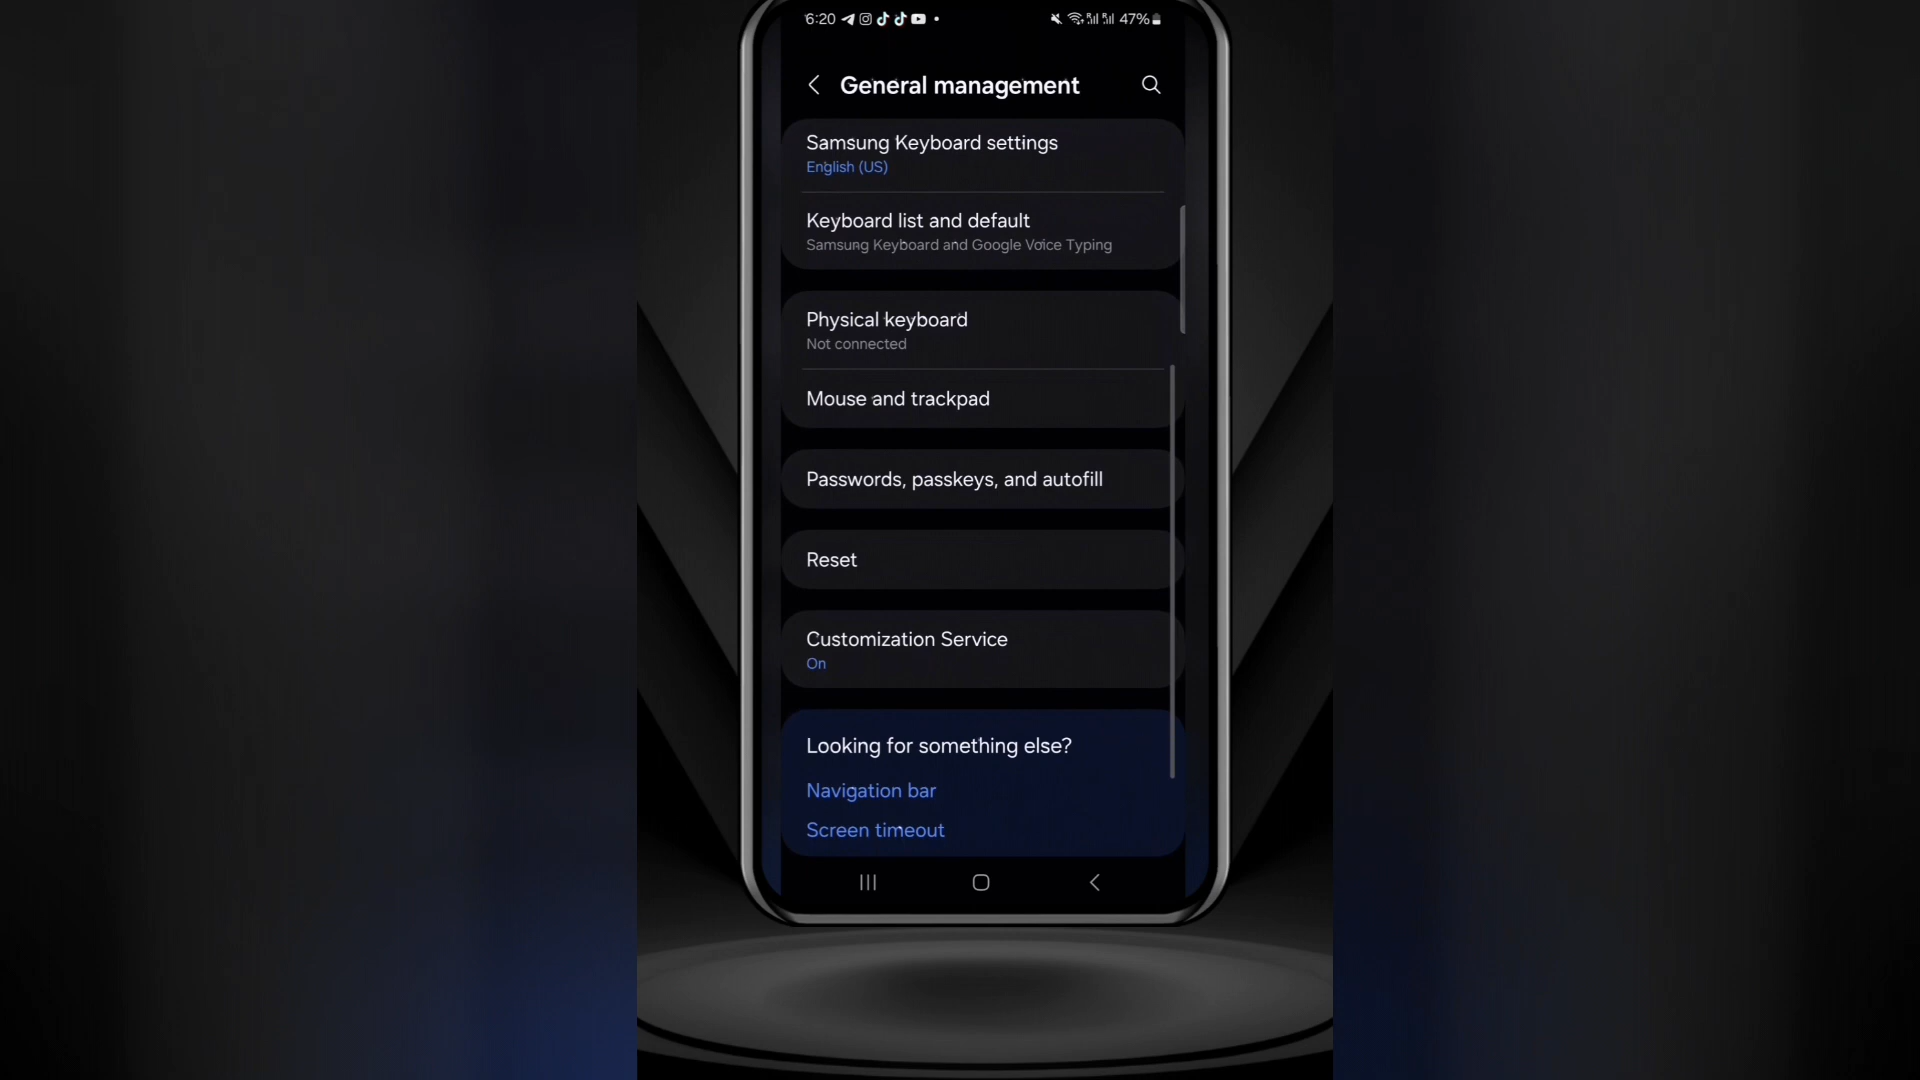 6:20 47%
General management
Samsung Keyboard settings
English (US)
Keyboard list and default
Samsung Keyboard and Google Voice Typing
Physical keyboard
Not connected
Mouse and trackpad
Passwords, passkeys, and autofill
Reset
Customization Service
On
Looking for something else?
Navigation bar
Screen timeout